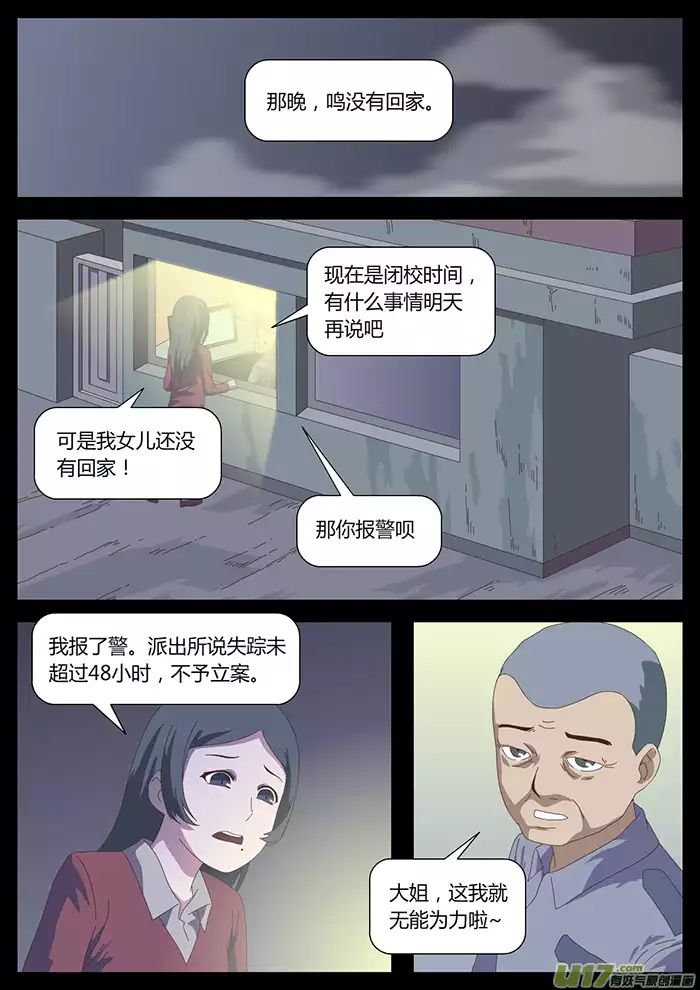 那晚，鸣没有回家。
现在是闭校时间，
有什么事情明天
再说吧
可是我女儿还没
有回家！
那你报警呗
我报了警。派出所说失踪未
超过48小时，不予立案。
大姐，这我就
无能为力啦~
U17.com
有妖气原创漫画